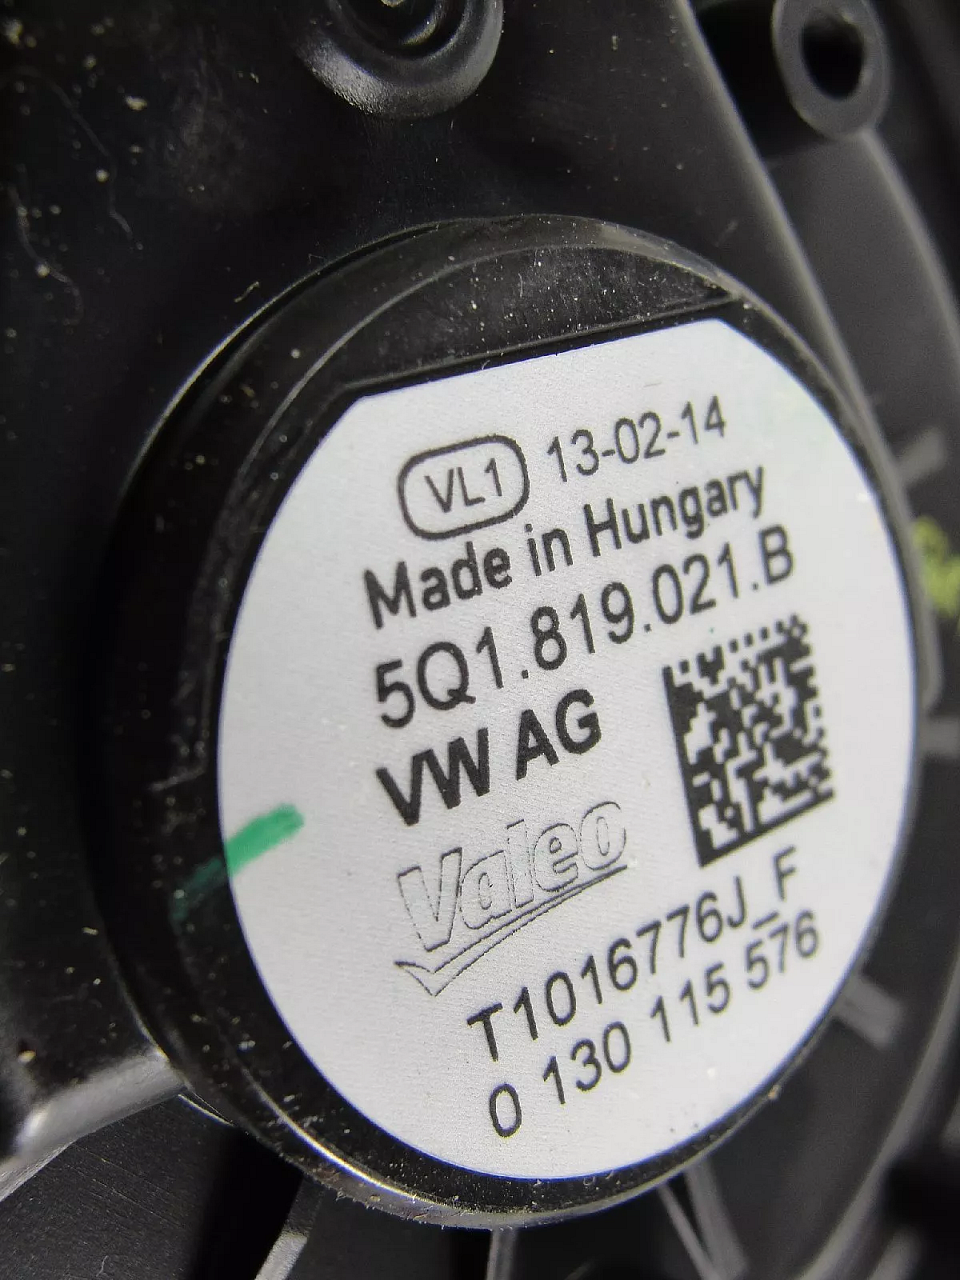 VL1 13-02-14
Made in Hungary
5Q1.819.021.B
VW AG
Valeo
T1016776J_F
0 130 115 576